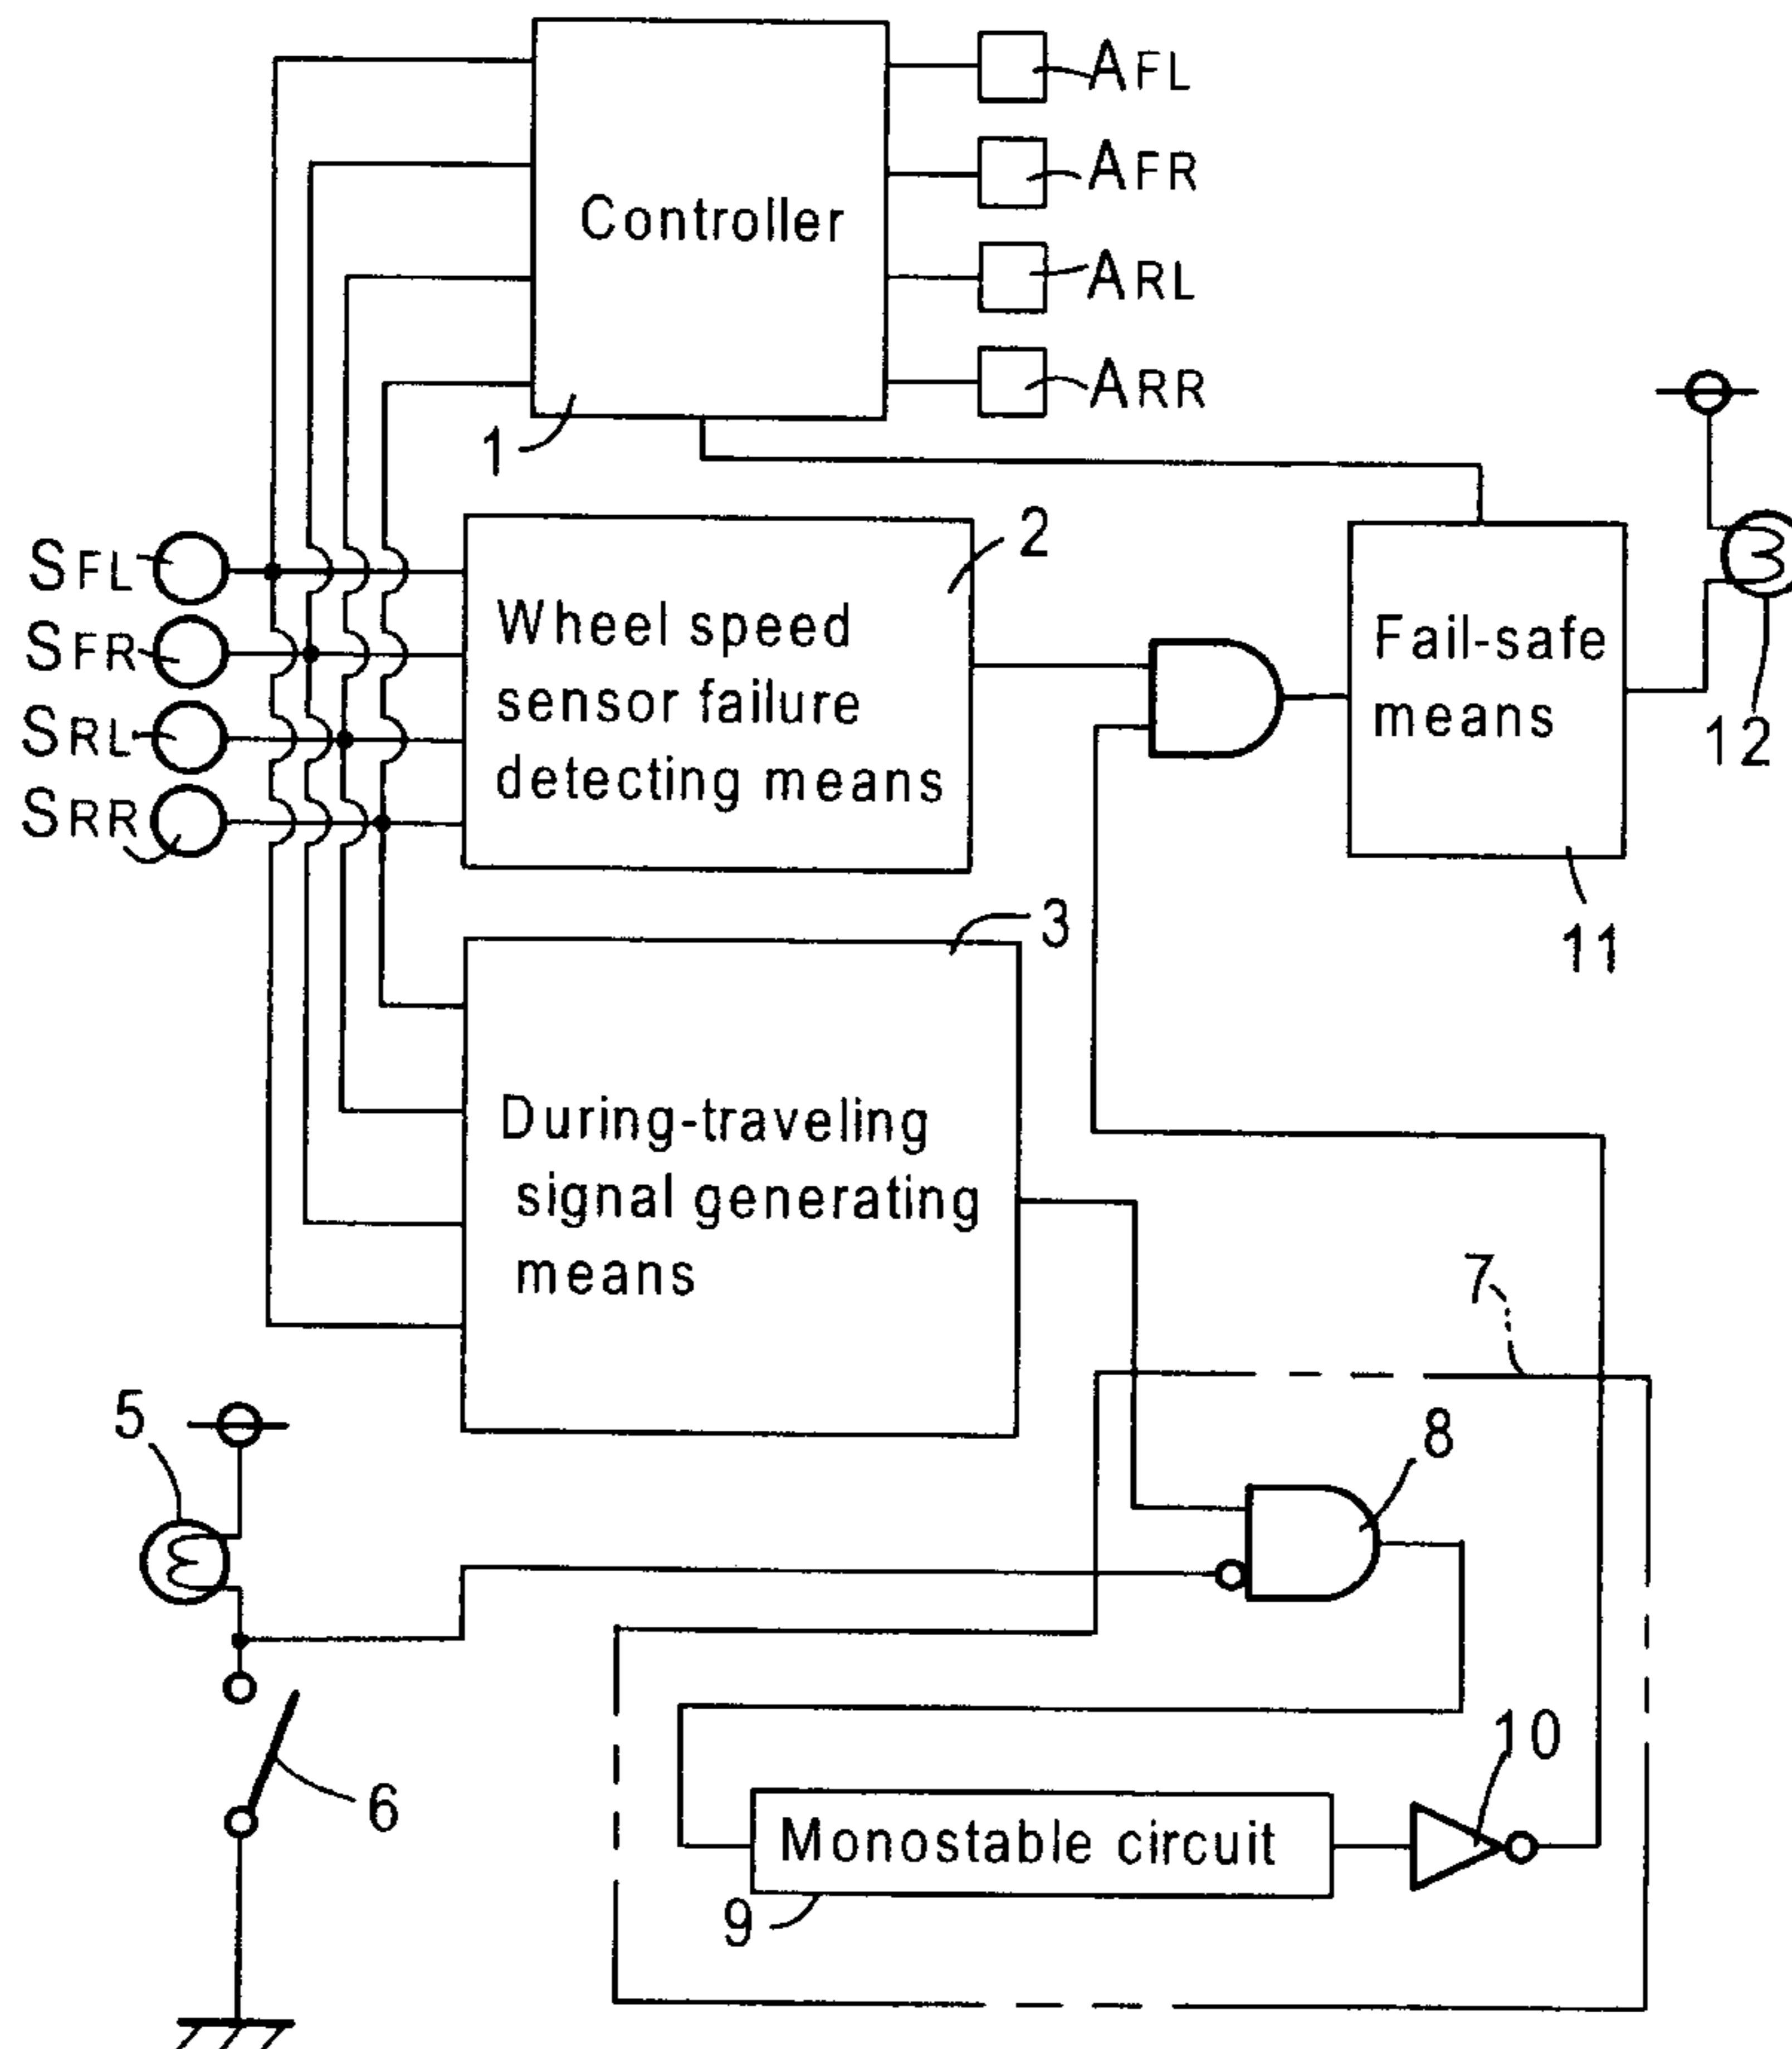 Controller
AFL
AFR
ARL
ARR
1
SFL
SFR
SRL
SRR
2
Wheel speed
sensor failure
detecting means
Fail-safe
means
12
11
3
During-traveling
signal generating
means
7
5
8
6
10
Monostable circuit
9